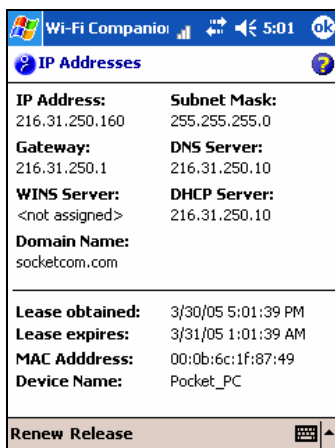 Wi-Fi Companio 5:01 ok
IP Addresses ?
IP Address: Subnet Mask:
216.31.250.160 255.255.255.0
Gateway: DNS Server:
216.31.250.1 216.31.250.10
WINS Server: DHCP Server:
<not assigned> 216.31.250.10
Domain Name:
socketcom.com
Lease obtained: 3/30/05 5:01:39 PM
Lease expires: 3/31/05 1:01:39 AM
MAC Adddress: 00:0b:6c:1f:87:49
Device Name: Pocket_PC
Renew Release